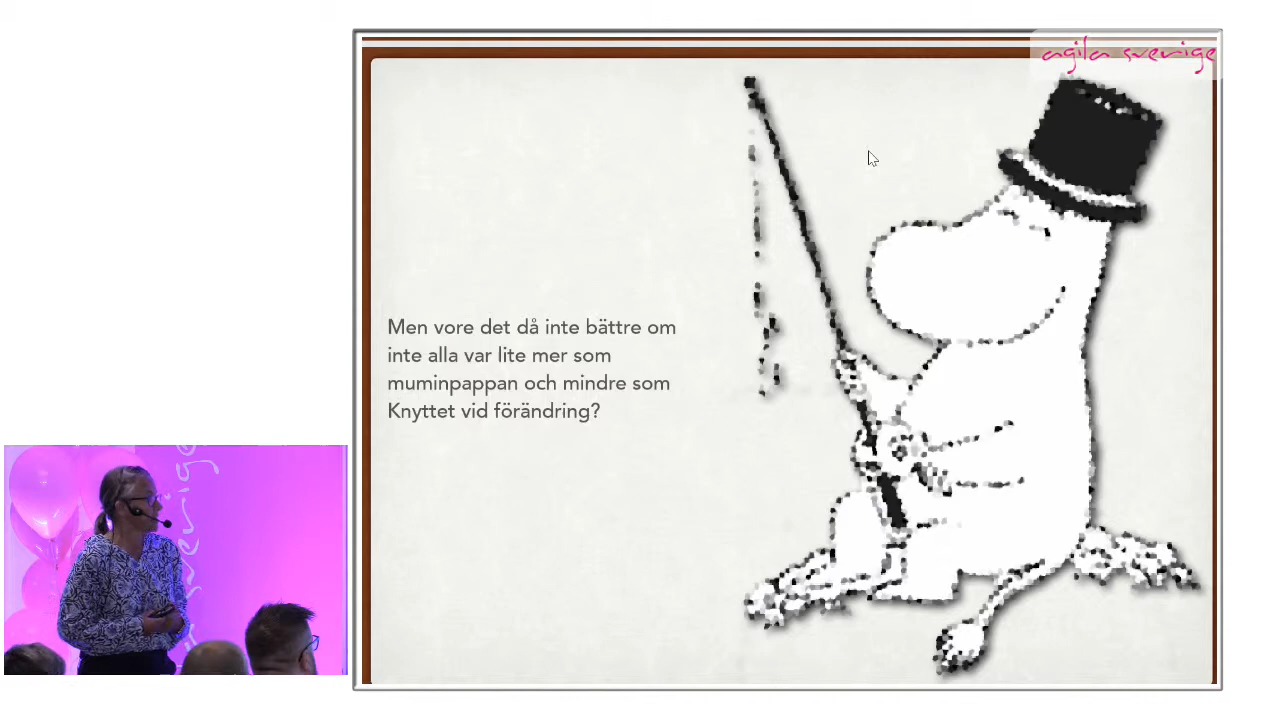 agila sverige
Men vore det då inte bättre om
inte alla var lite mer som
muminpappan och mindre som
Knyttet vid förändring?
sverige